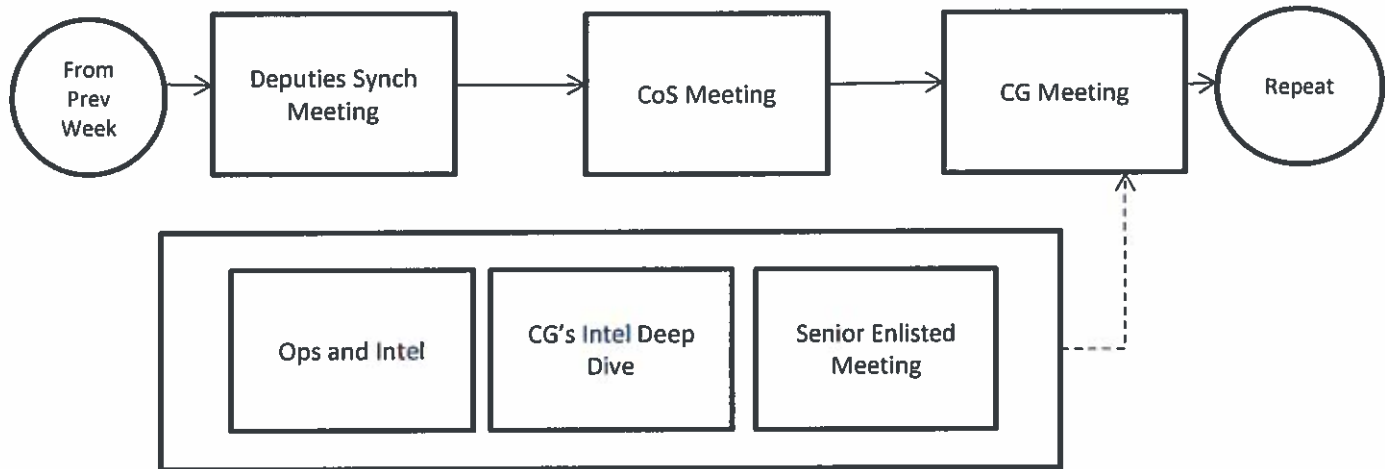 From
Prev
Week
Deputies Synch
Meeting
CoS Meeting
CG Meeting
Repeat
Ops and Intel
CG's Intel Deep
Dive
Senior Enlisted
Meeting